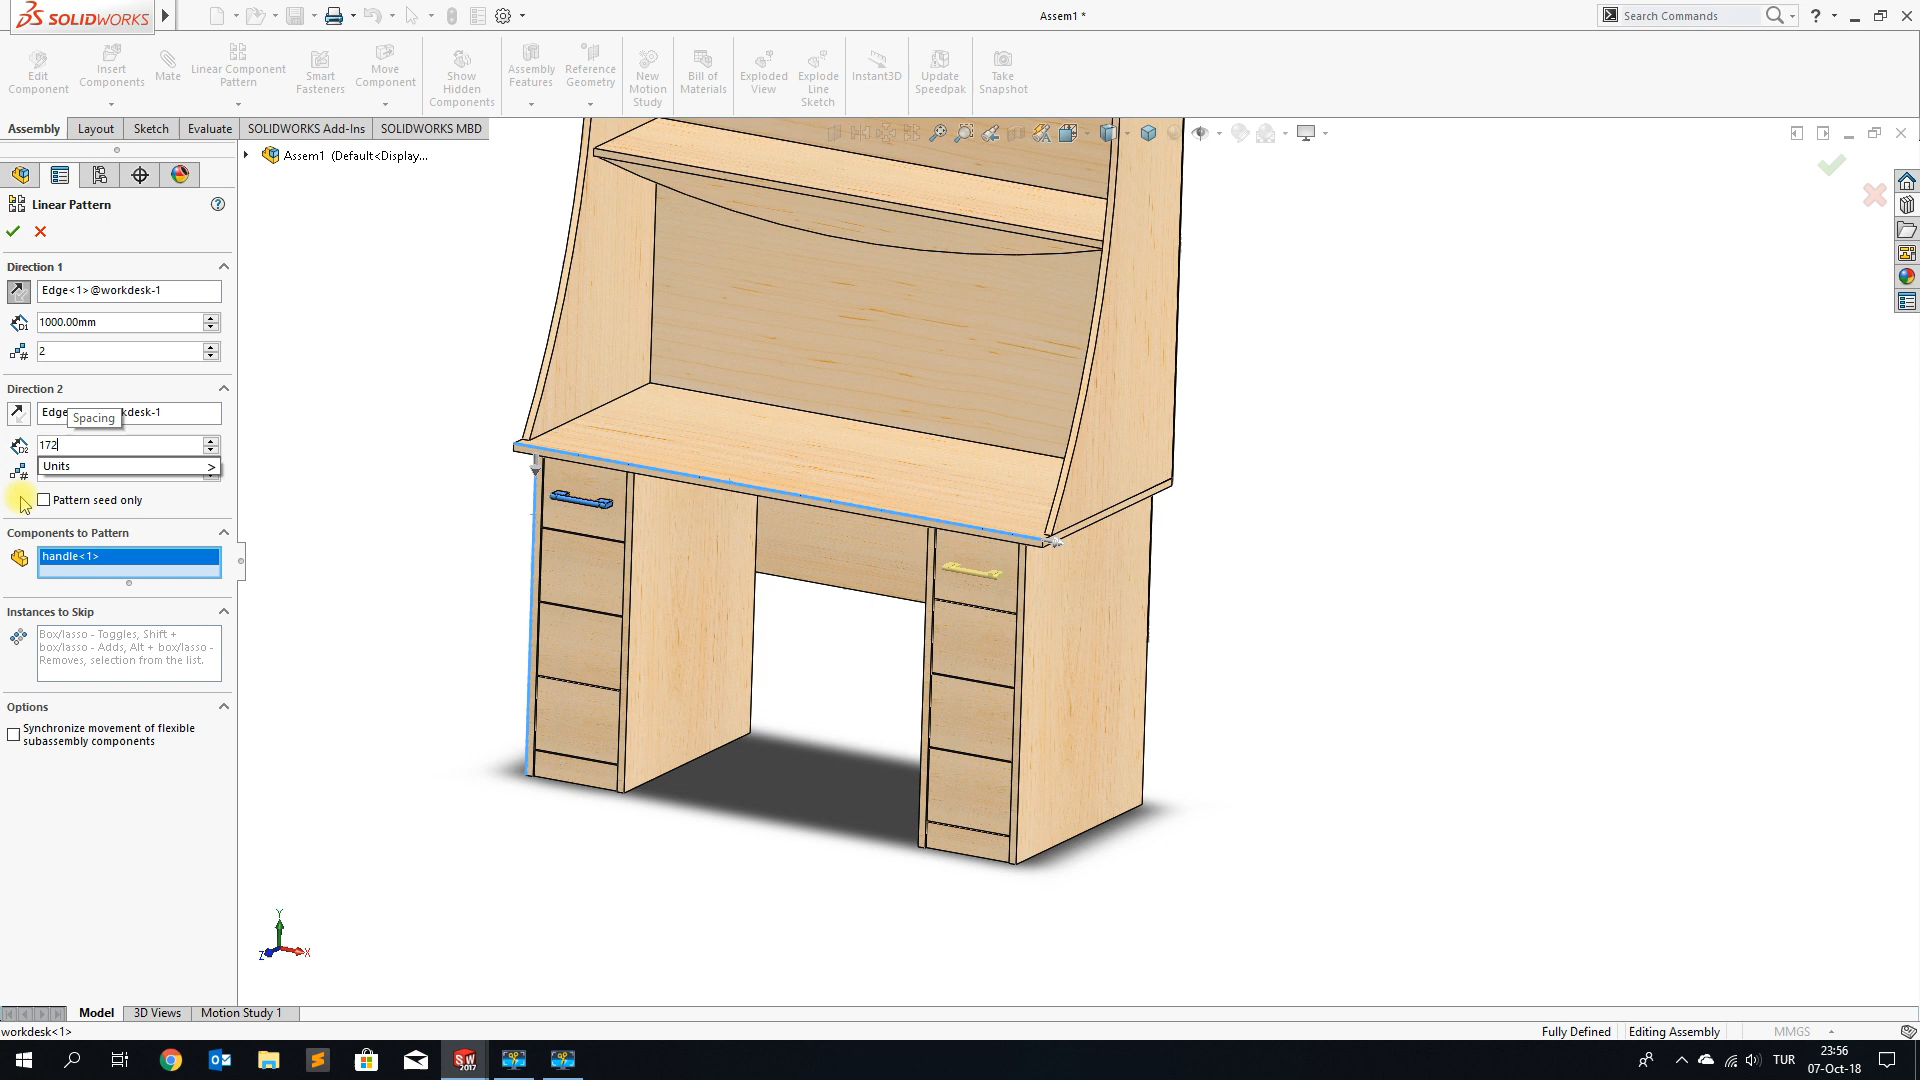 SOLIDWORKS
Assem1 *
Search Commands
?
Edit Component
Insert Components
Mate
Linear Component Pattern
Smart Fasteners
Move Component
Show Hidden Components
Assembly Features
Reference Geometry
New Motion Study
Bill of Materials
Exploded View
Explode Line Sketch
Instant3D
Update Speedpak
Take Snapshot
Assembly
Layout
Sketch
Evaluate
SOLIDWORKS Add-Ins
SOLIDWORKS MBD
Assem1 (Default<Display...
Linear Pattern
?
Direction 1
Edge<1>@workdesk-1
D1
1000.00mm
#
2
Direction 2
Edge
kdesk-1
Spacing
D2
172
Units >
#
Pattern seed only
Components to Pattern
handle<1>
Instances to Skip
Box/lasso - Toggles, Shift +
box/lasso - Adds, Alt + box/lasso -
Removes, selection from the list.
Options
Synchronize movement of flexible
subassembly components
Y
Z
X
Model
3D Views
Motion Study 1
workdesk<1>
Fully Defined
Editing Assembly
MMGS
SW
2017
TUR
23:56
07-Oct-18